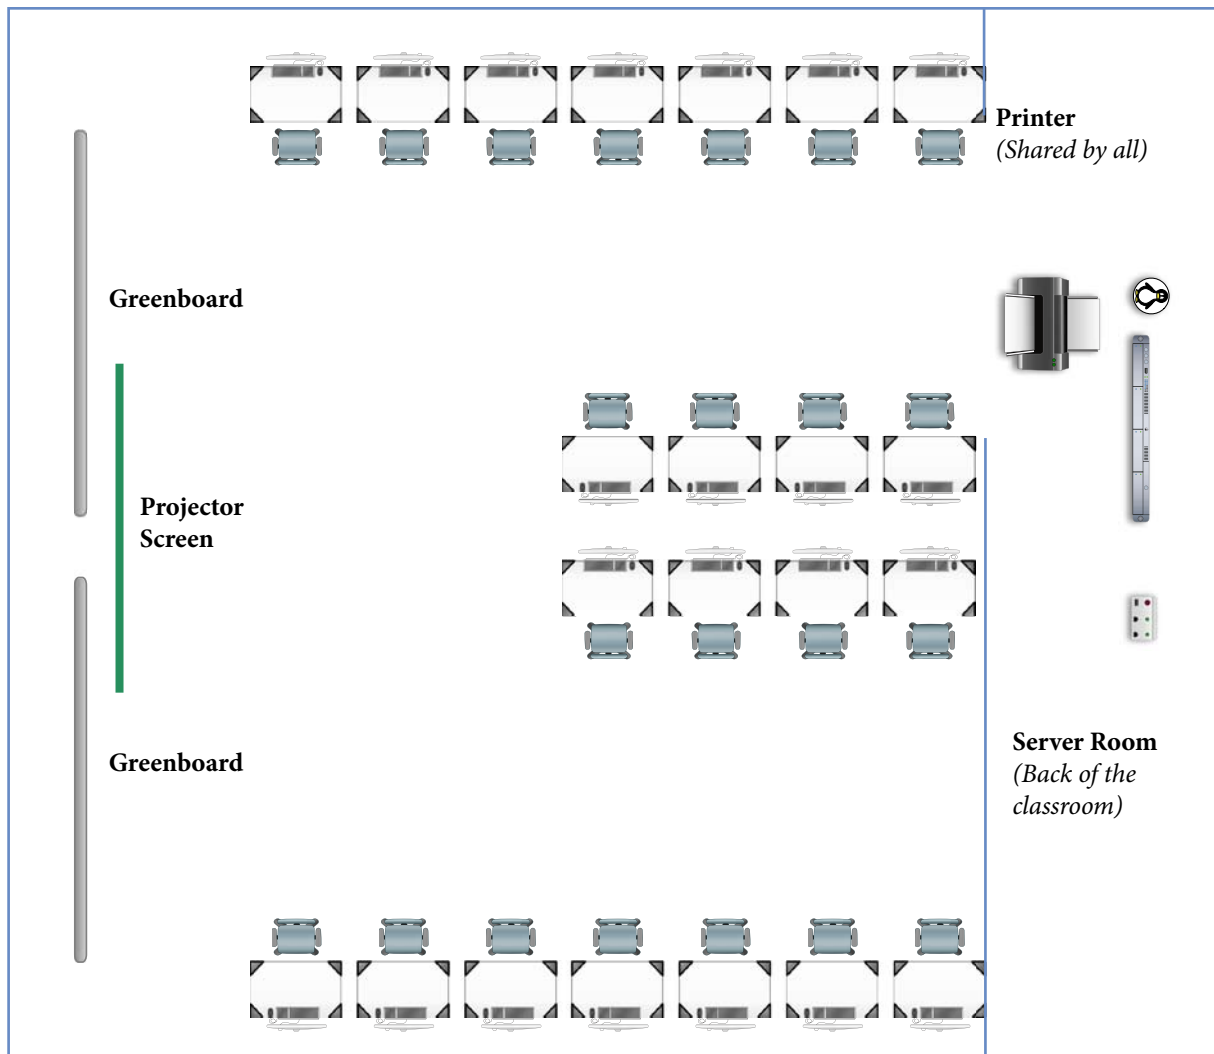 Printer
(Shared by all)
Greenboard
Projector
Screen
Greenboard
Server Room
(Back of the
classroom)